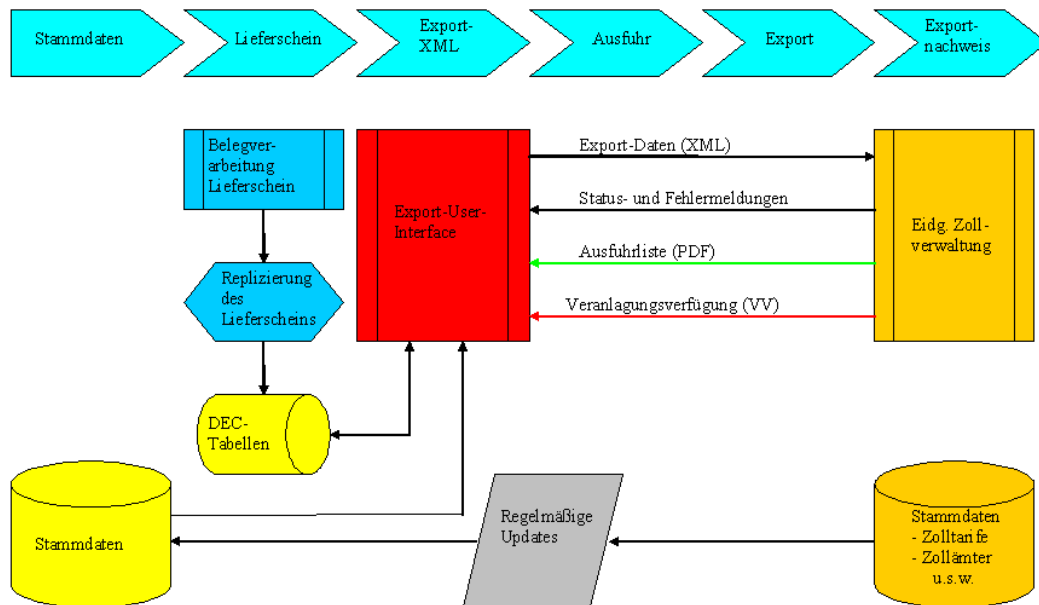 Stammdaten
Lieferschein
Export-
XML
Ausfuhr
Export
Export-
nachweis
Belegver-
arbeitung
Lieferschein
Export-User-
Interface
Export-Daten (XML)
Status- und Fehlermeldungen
Ausfuhrliste (PDF)
Veranlagungsverfügung (VV)
Eidg. Zoll-
verwaltung
Replizierung
des
Lieferscheins
DEC-
Tabellen
Stammdaten
Regelmäßige
Updates
Stammdaten
- Zolltarife
- Zollämter
u.s.w.